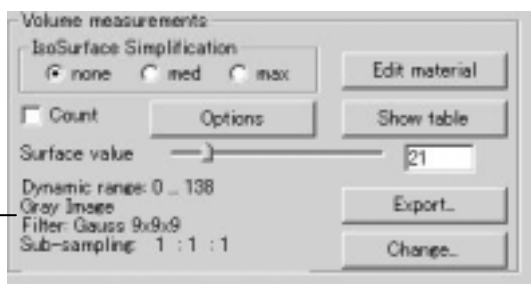 Volume measurements
IsoSurface Simplification
none med max
Edit material
Count
Options
Show table
Surface value
21
Dynamic range: 0 ... 138
Gray Image
Filter: Gauss 9x9x9
Sub-sampling: 1 : 1 : 1
Export...
Change...